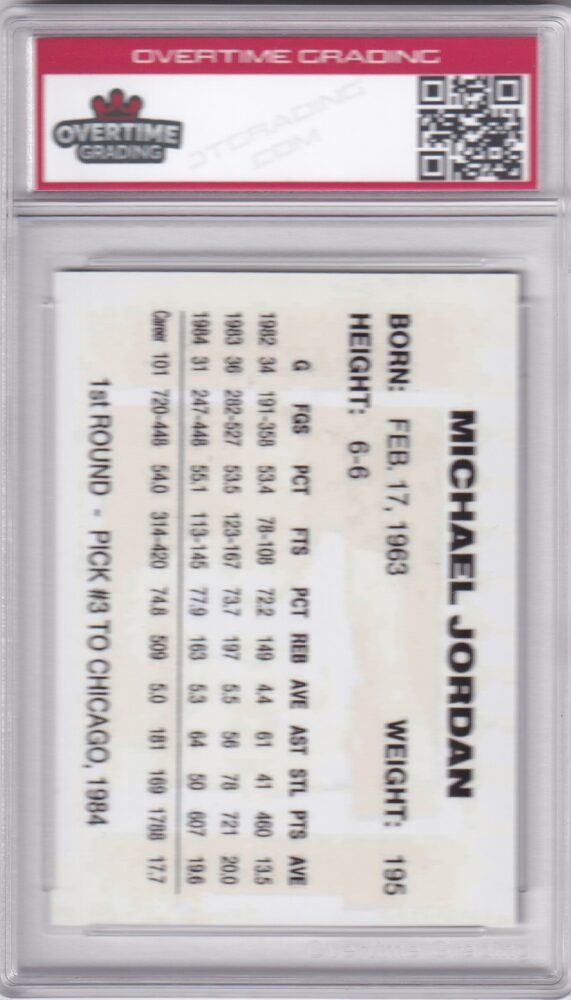 OVERTIME GRADING
OVERTIME
GRADING
OTGRADING
.COM
MICHAEL JORDAN
BORN: FEB. 17, 1963 WEIGHT: 195
HEIGHT: 6-6
G FGS PCT FTS PCT REB AVE AST STL PTS AVE
1982 34 191-358 53.4 78-108 72.2 149 4.4 61 41 460 13.5
1983 36 282-527 53.5 123-167 73.7 197 5.5 56 78 721 20.0
1984 31 247-448 55.1 113-145 77.9 163 5.3 64 50 607 19.6
Career 101 720-448 54.0 314-420 74.8 509 5.0 181 169 1788 17.7
1st ROUND - PICK #3 TO CHICAGO, 1984
Overtime Grading